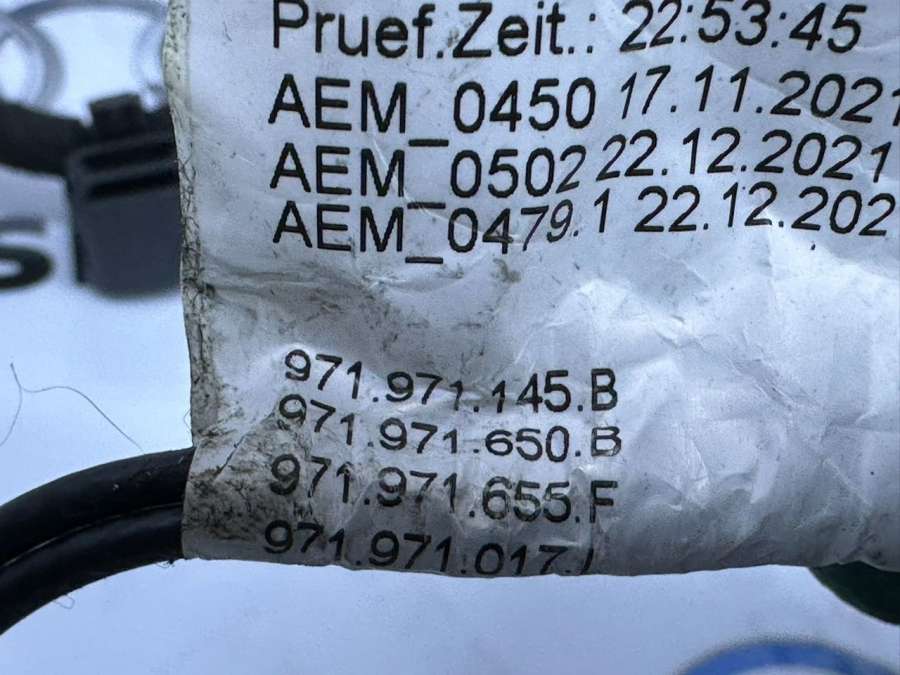 Pruef.Zeit.: 22:53:45
AEM_0450 17.11.2021
AEM_0502 22.12.2021
AEM_0479.1 22.12.202
971.971.145.B
971.971.650.B
971.971.655.F
971.971.017.